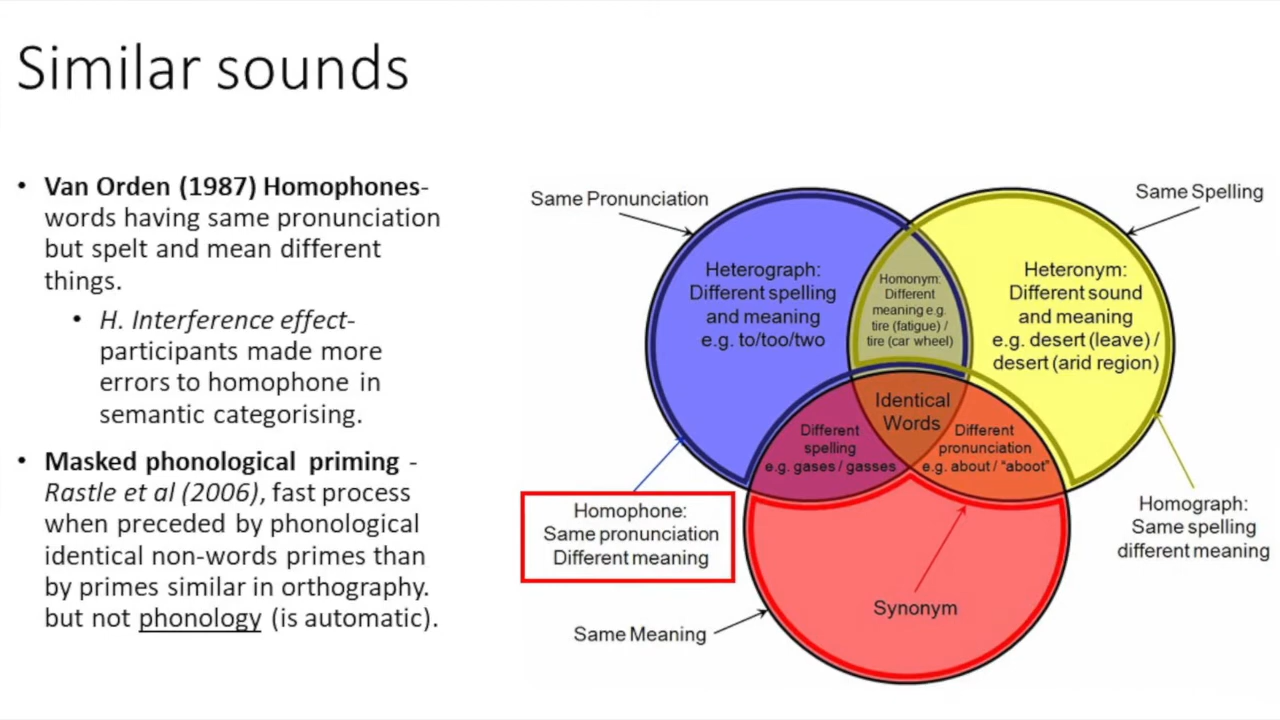 Similar sounds
• Van Orden (1987) Homophones-
words having same pronunciation
but spelt and mean different
things.
• H. Interference effect-
participants made more
errors to homophone in
semantic categorising.
• Masked phonological priming -
Rastle et al (2006), fast process
when preceded by phonological
identical non-words primes than
by primes similar in orthography.
but not phonology (is automatic).
Same Pronunciation
Same Spelling
Heterograph:
Different spelling
and meaning
e.g. to/too/two
Homonym:
Different
meaning e.g.
tire (fatigue) /
tire (car wheel)
Heteronym:
Different sound
and meaning
e.g. desert (leave) /
desert (arid region)
Identical
Words
Different
spelling
e.g. gases / gasses
Different
pronunciation
e.g. about / "aboot"
Homophone:
Same pronunciation
Different meaning
Homograph:
Same spelling
different meaning
Synonym
Same Meaning